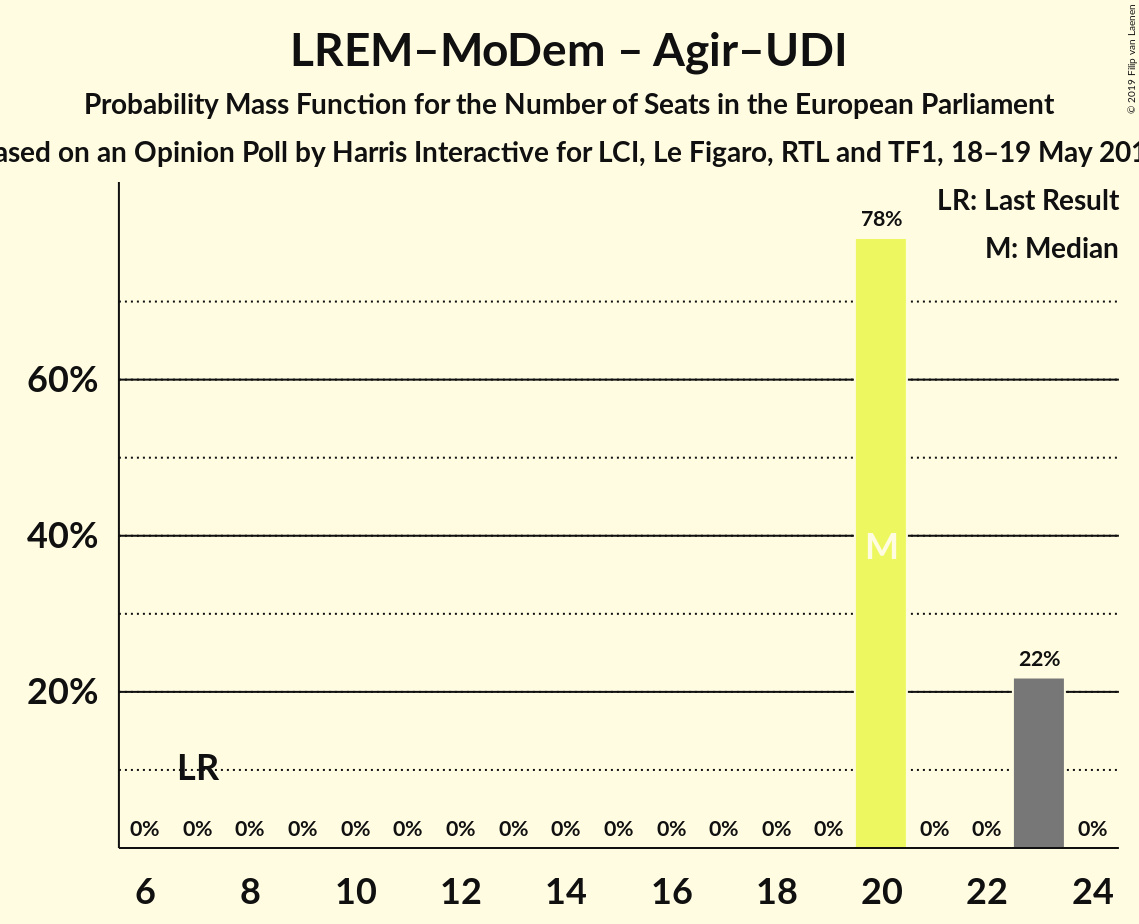 LREM–MoDem – Agir–UDI
Probability Mass Function for the Number of Seats in the European Parliament
ased on an Opinion Poll by Harris Interactive for LCI, Le Figaro, RTL and TF1, 18–19 May 201
© 2019 Filip van Laenen
LR: Last Result
M: Median
78%
60%
40%
M
22%
20%
LR
0% 0% 0% 0% 0% 0% 0% 0% 0% 0% 0% 0% 0% 0% 0% 0% 0%
6 8 10 12 14 16 18 20 22 24